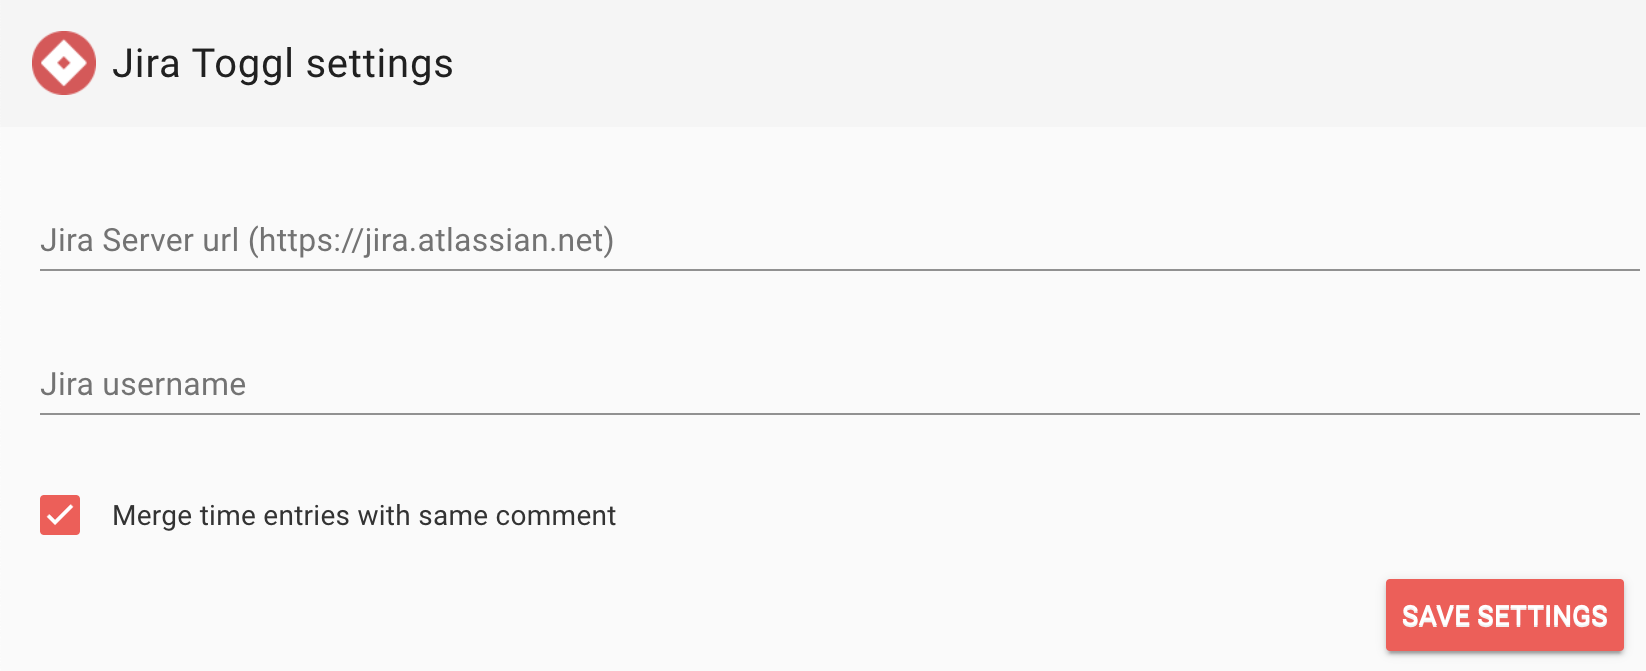 Jira Toggl settings
Jira Server url (https://jira.atlassian.net)
Jira username
Merge time entries with same comment
SAVE SETTINGS